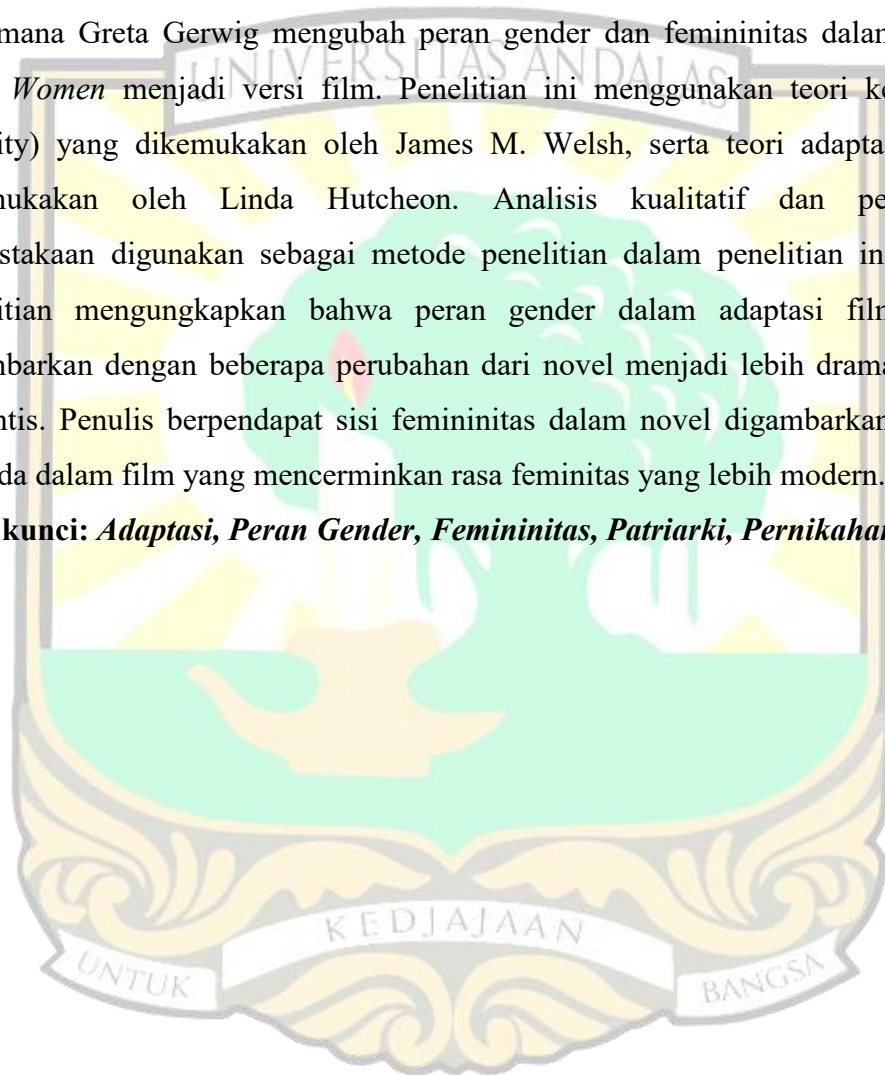 mana Greta Gerwig mengubah peran gender dan femininitas dalam
UNIVERSITAS ANDALAS
Women menjadi versi film. Penelitian ini menggunakan teori ke
ity) yang dikemukakan oleh James M. Welsh, serta teori adapta
mukakan oleh Linda Hutcheon. Analisis kualitatif dan pe
stakaan digunakan sebagai metode penelitian dalam penelitian in
itian mengungkapkan bahwa peran gender dalam adaptasi film
mbarkan dengan beberapa perubahan dari novel menjadi lebih drama
ntis. Penulis berpendapat sisi femininitas dalam novel digambarkan
da dalam film yang mencerminkan rasa feminitas yang lebih modern.
kunci: Adaptasi, Peran Gender, Femininitas, Patriarki, Pernikahan
KEDJAJAAN
UNTUK BANGSA